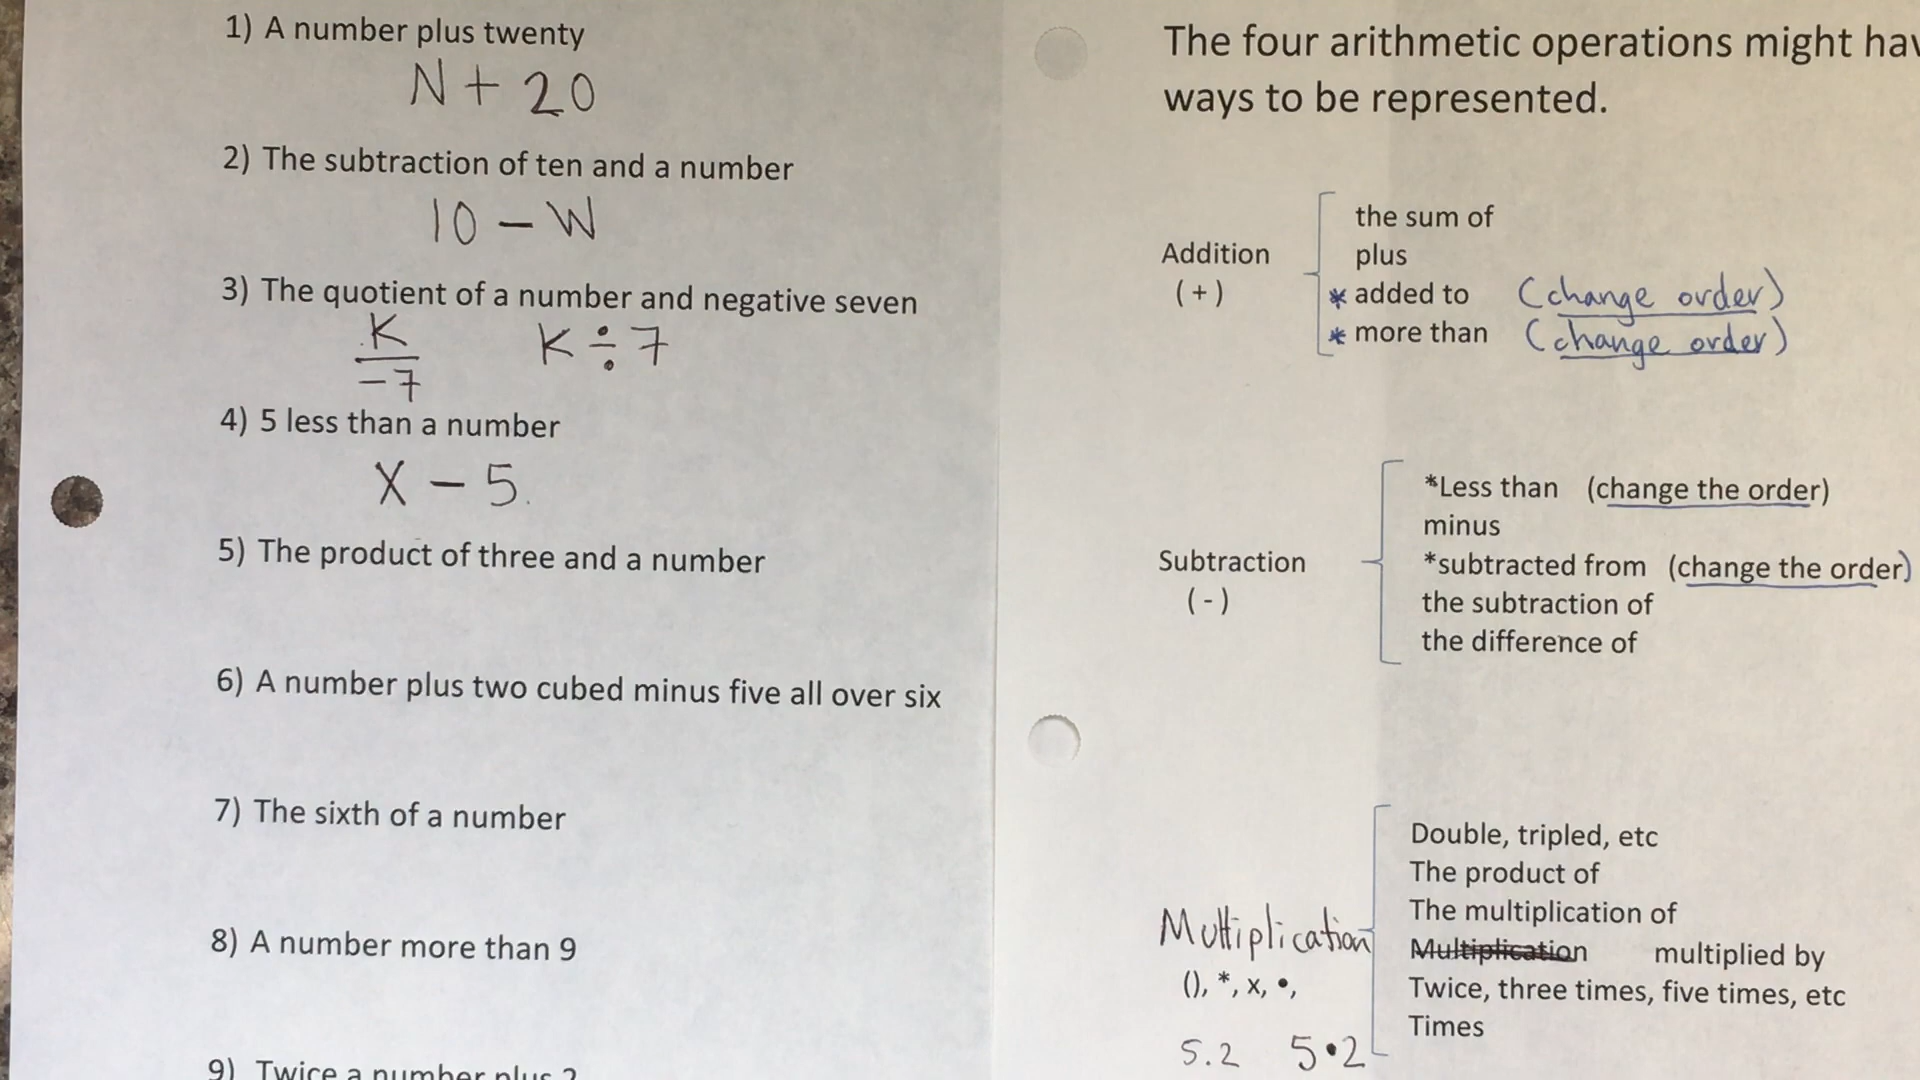 1) A number plus twenty
N + 20
2) The subtraction of ten and a number
10 - W
3) The quotient of a number and negative seven
K
-7
K ÷ 7
4) 5 less than a number
X - 5.
5) The product of three and a number
6) A number plus two cubed minus five all over six
7) The sixth of a number
8) A number more than 9
9) Twice a number plus 2
The four arithmetic operations might hav
ways to be represented.
Addition
(+)
the sum of
plus
* added to (change order)
* more than (change order)
Subtraction
(-)
*Less than (change the order)
minus
*subtracted from (change the order)
the subtraction of
the difference of
Multiplication
(), *, x, •,
5.2 5•2
Double, tripled, etc
The product of
The multiplication of
Multiplication multiplied by
Twice, three times, five times, etc
Times